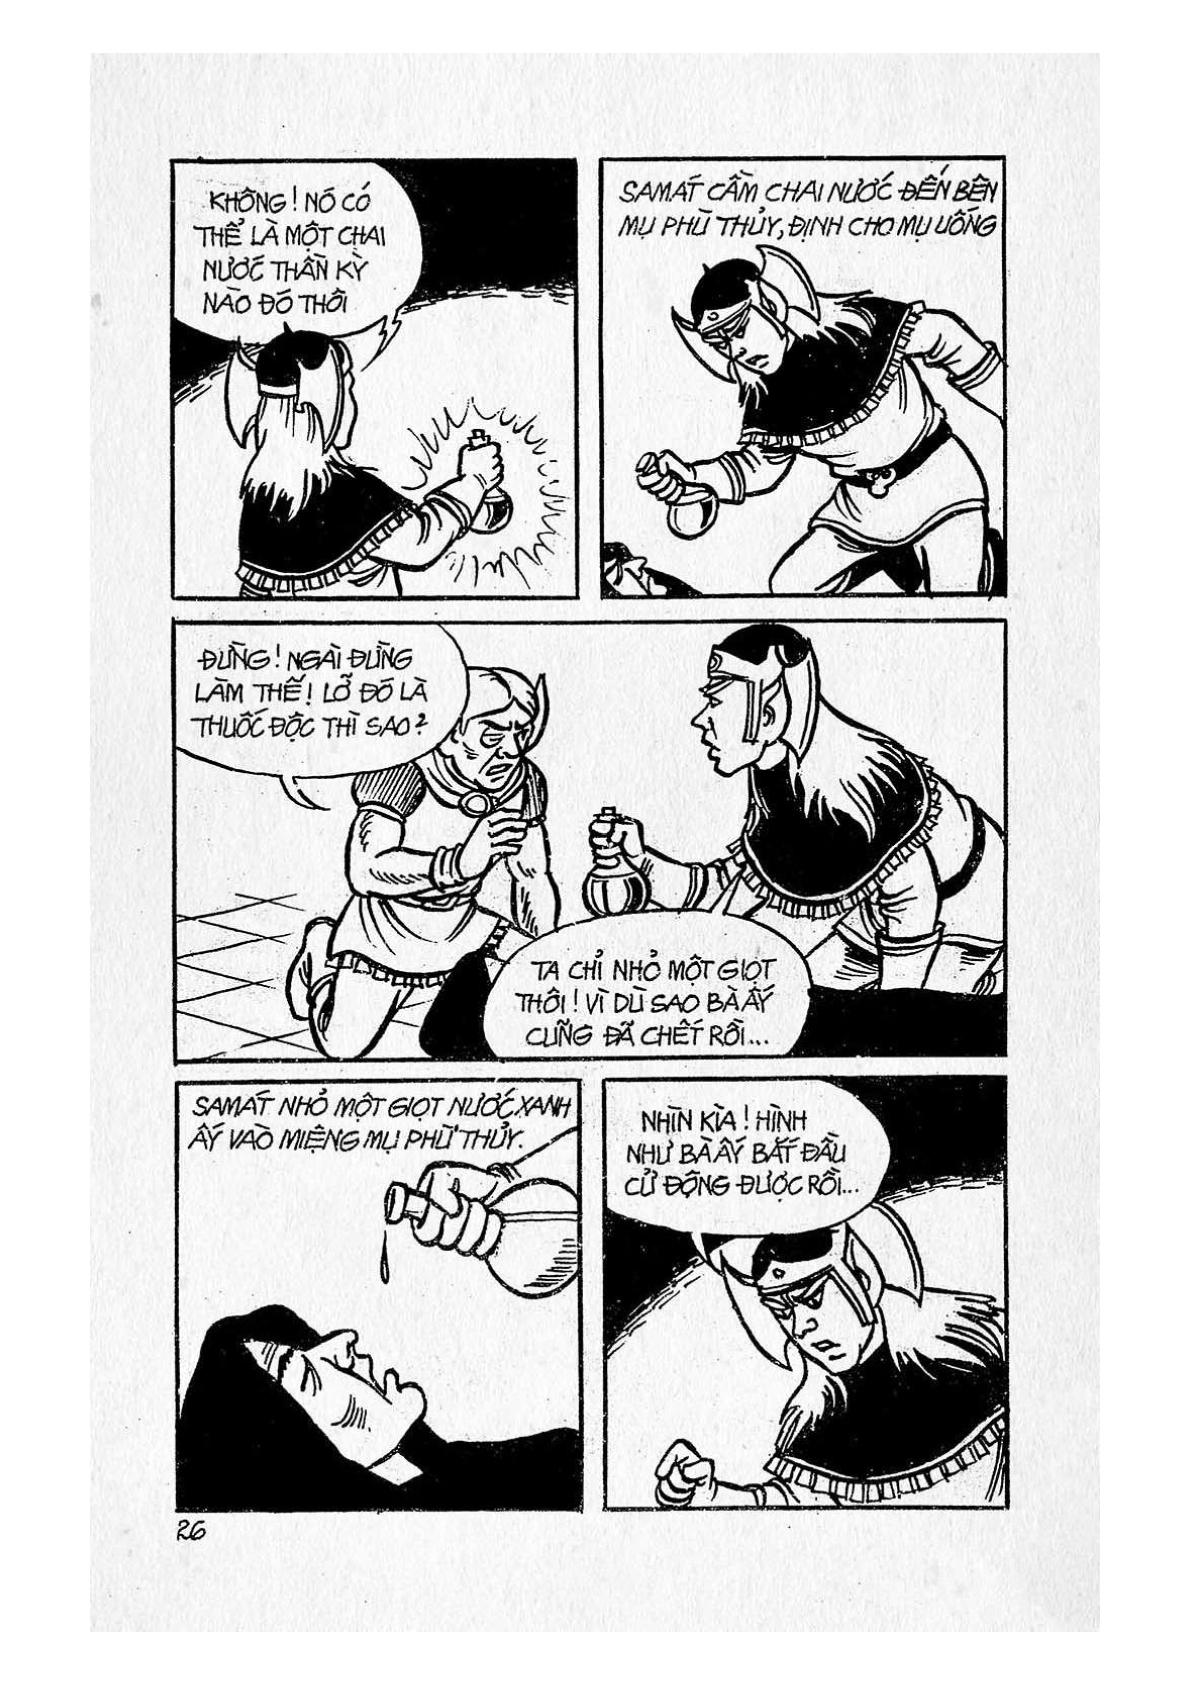 KHÔNG! NÓ CÓ
THỂ LÀ MỘT CHAI
NƯỚC THẦN KỲ
NÀO ĐÓ THÔI
SAMÁT CẦM CHAI NƯỚC ĐẾN BÊN
MỤ PHÙ THỦY, ĐỊNH CHO MỤ UỐNG
ĐỪNG! NGÀI ĐỪNG
LÀM THẾ! LỠ ĐÓ LÀ
THUỐC ĐỘC THÌ SAO?
TA CHỈ NHỎ MỘT GIỌT
THÔI! VÌ DÙ SAO BÀ ẤY
CŨNG ĐÃ CHẾT RỒI...
SAMÁT NHỎ MỘT GIỌT NƯỚC XANH
ẤY VÀO MIỆNG MỤ PHÙ THỦY.
NHÌN KÌA! HÌNH
NHƯ BÀ ẤY BẮT ĐẦU
CỬ ĐỘNG ĐƯỢC RỒI...
26